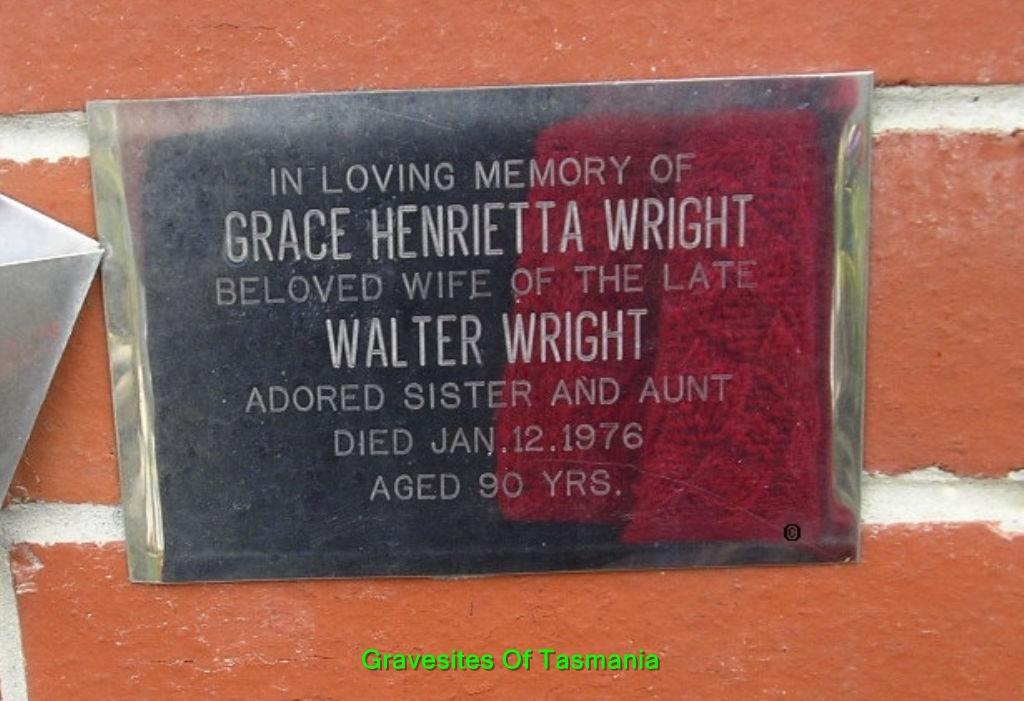 IN LOVING MEMORY OF
GRACE HENRIETTA WRIGHT
BELOVED WIFE OF THE LATE
WALTER WRIGHT
ADORED SISTER AND AUNT
DIED JAN.12.1976
AGED 90 YRS.
©
Gravesites Of Tasmania